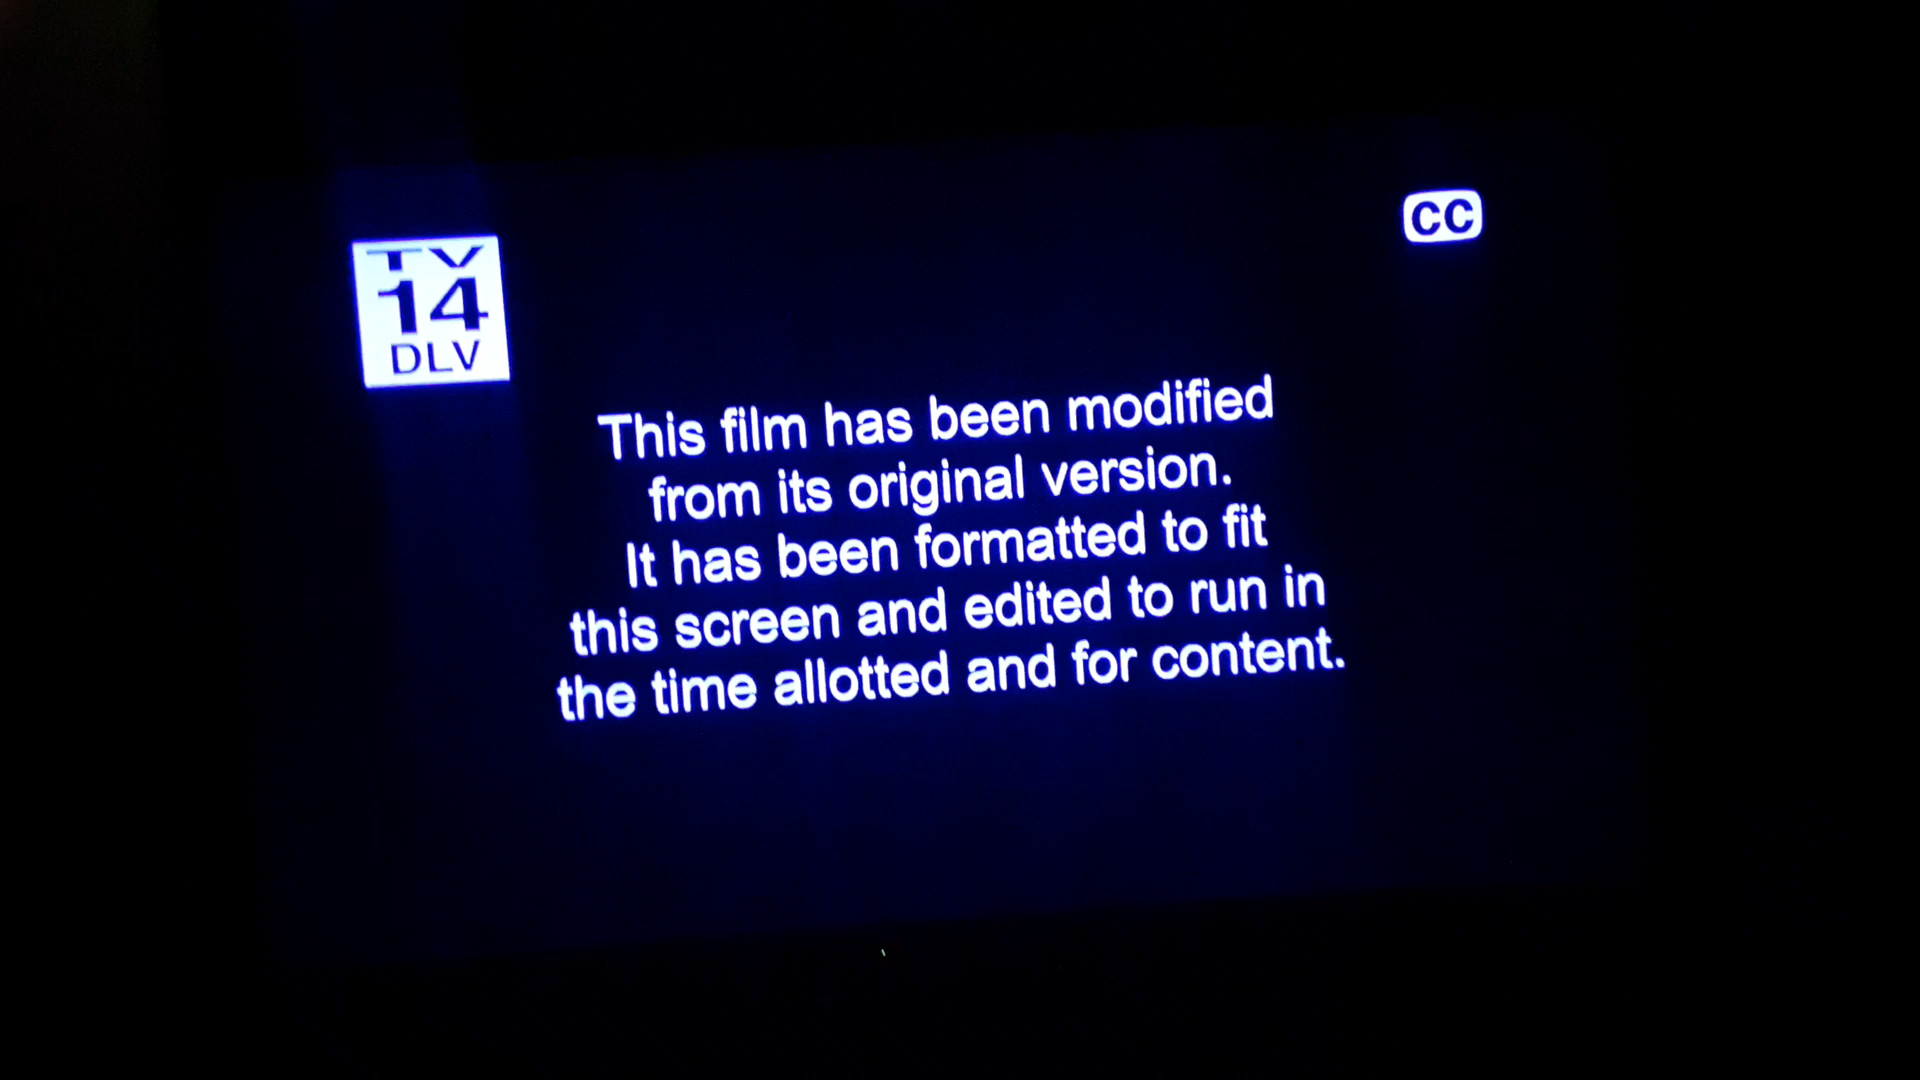 TV
14
DLV
CC
This film has been modified
from its original version.
It has been formatted to fit
this screen and edited to run in
the time allotted and for content.